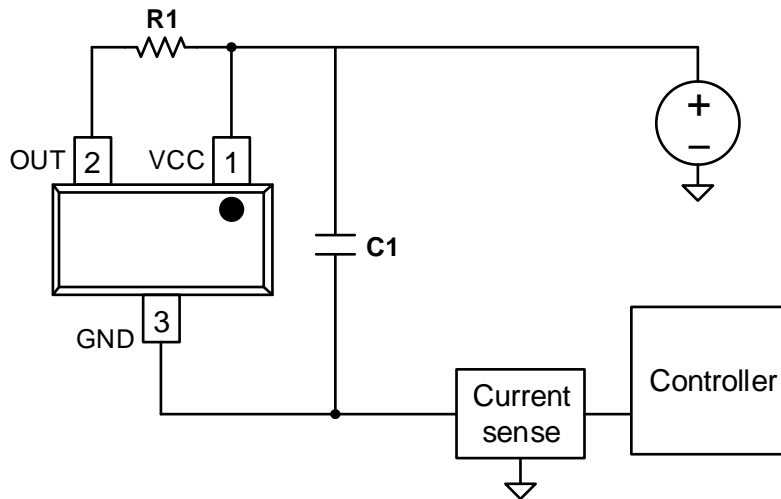 R1
OUT
2
VCC
1
+
−
C1
3
GND
Current
sense
Controller